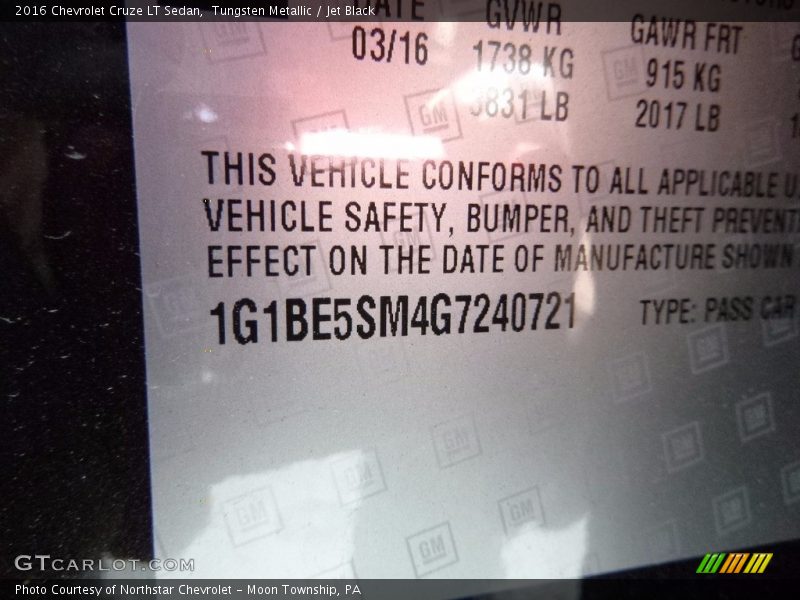 2016 Chevrolet Cruze LT Sedan, Tungsten Metallic / Jet Black
GVWR GAWR FRT
03/16 1738 KG 915 KG
3831 LB 2017 LB
THIS VEHICLE CONFORMS TO ALL APPLICABLE
VEHICLE SAFETY, BUMPER, AND THEFT
EFFECT ON THE DATE OF MANUFACTURE SHOWN
1G1BE5SM4G7240721 TYPE: PASS CAR
GM
GTCARLOT.COM
Photo Courtesy of Northstar Chevrolet - Moon Township, PA